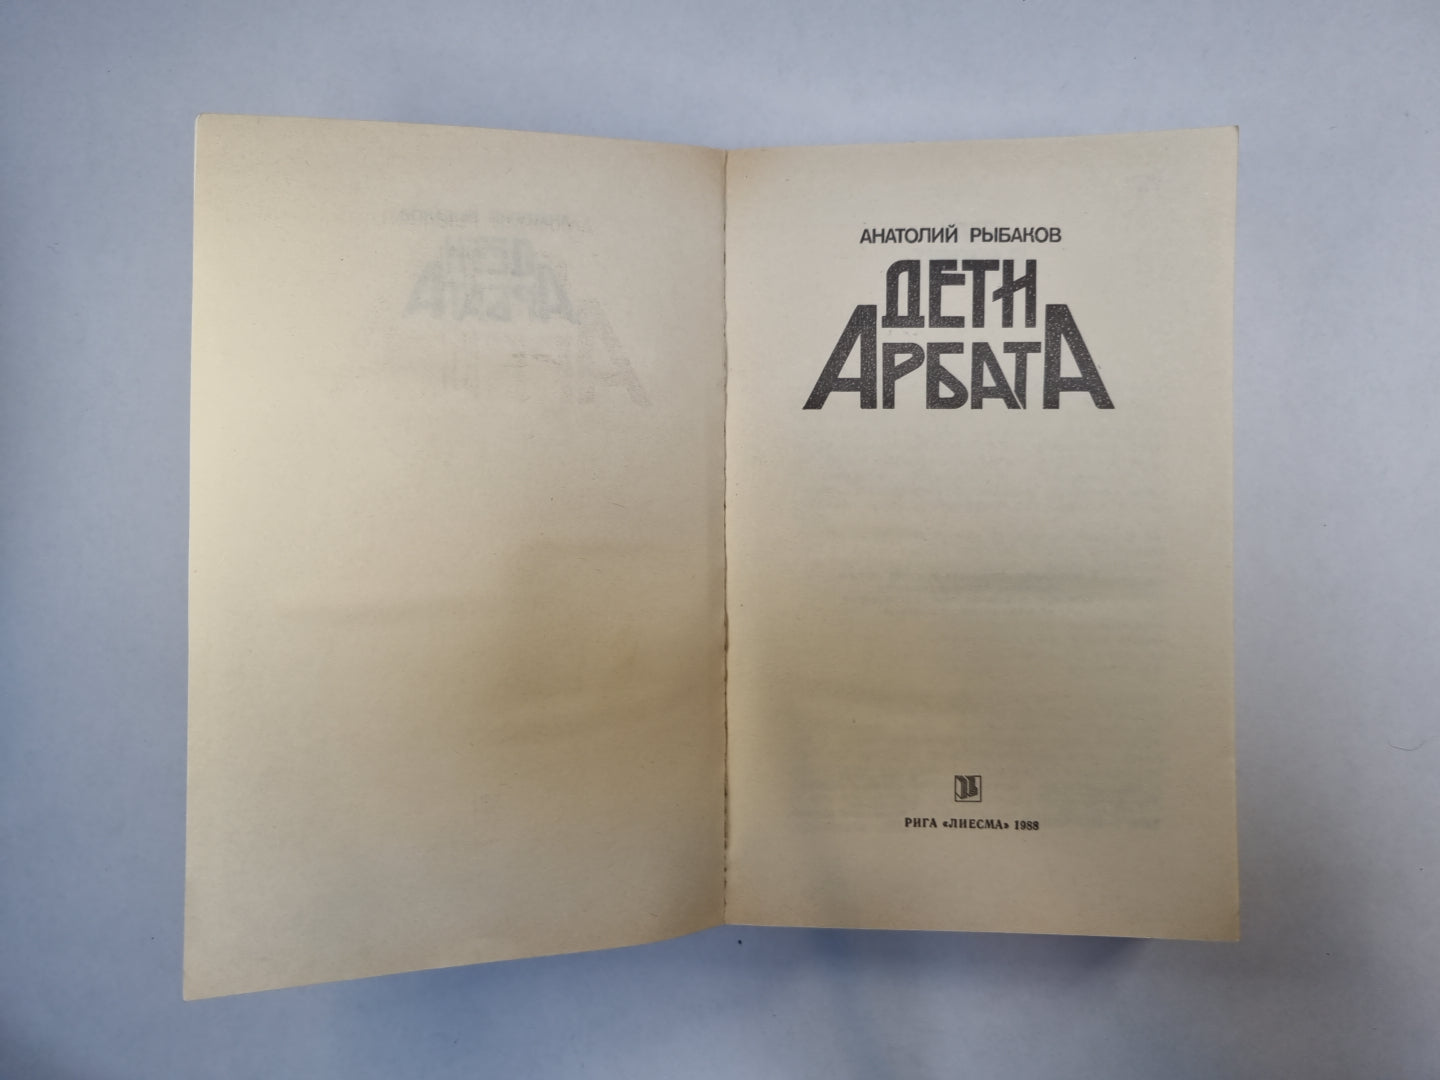 АНАТОЛИЙ РЫБАКОВ
ДЕТИ
АРБАТА
РИГА «ЛИЕСМА» 1988